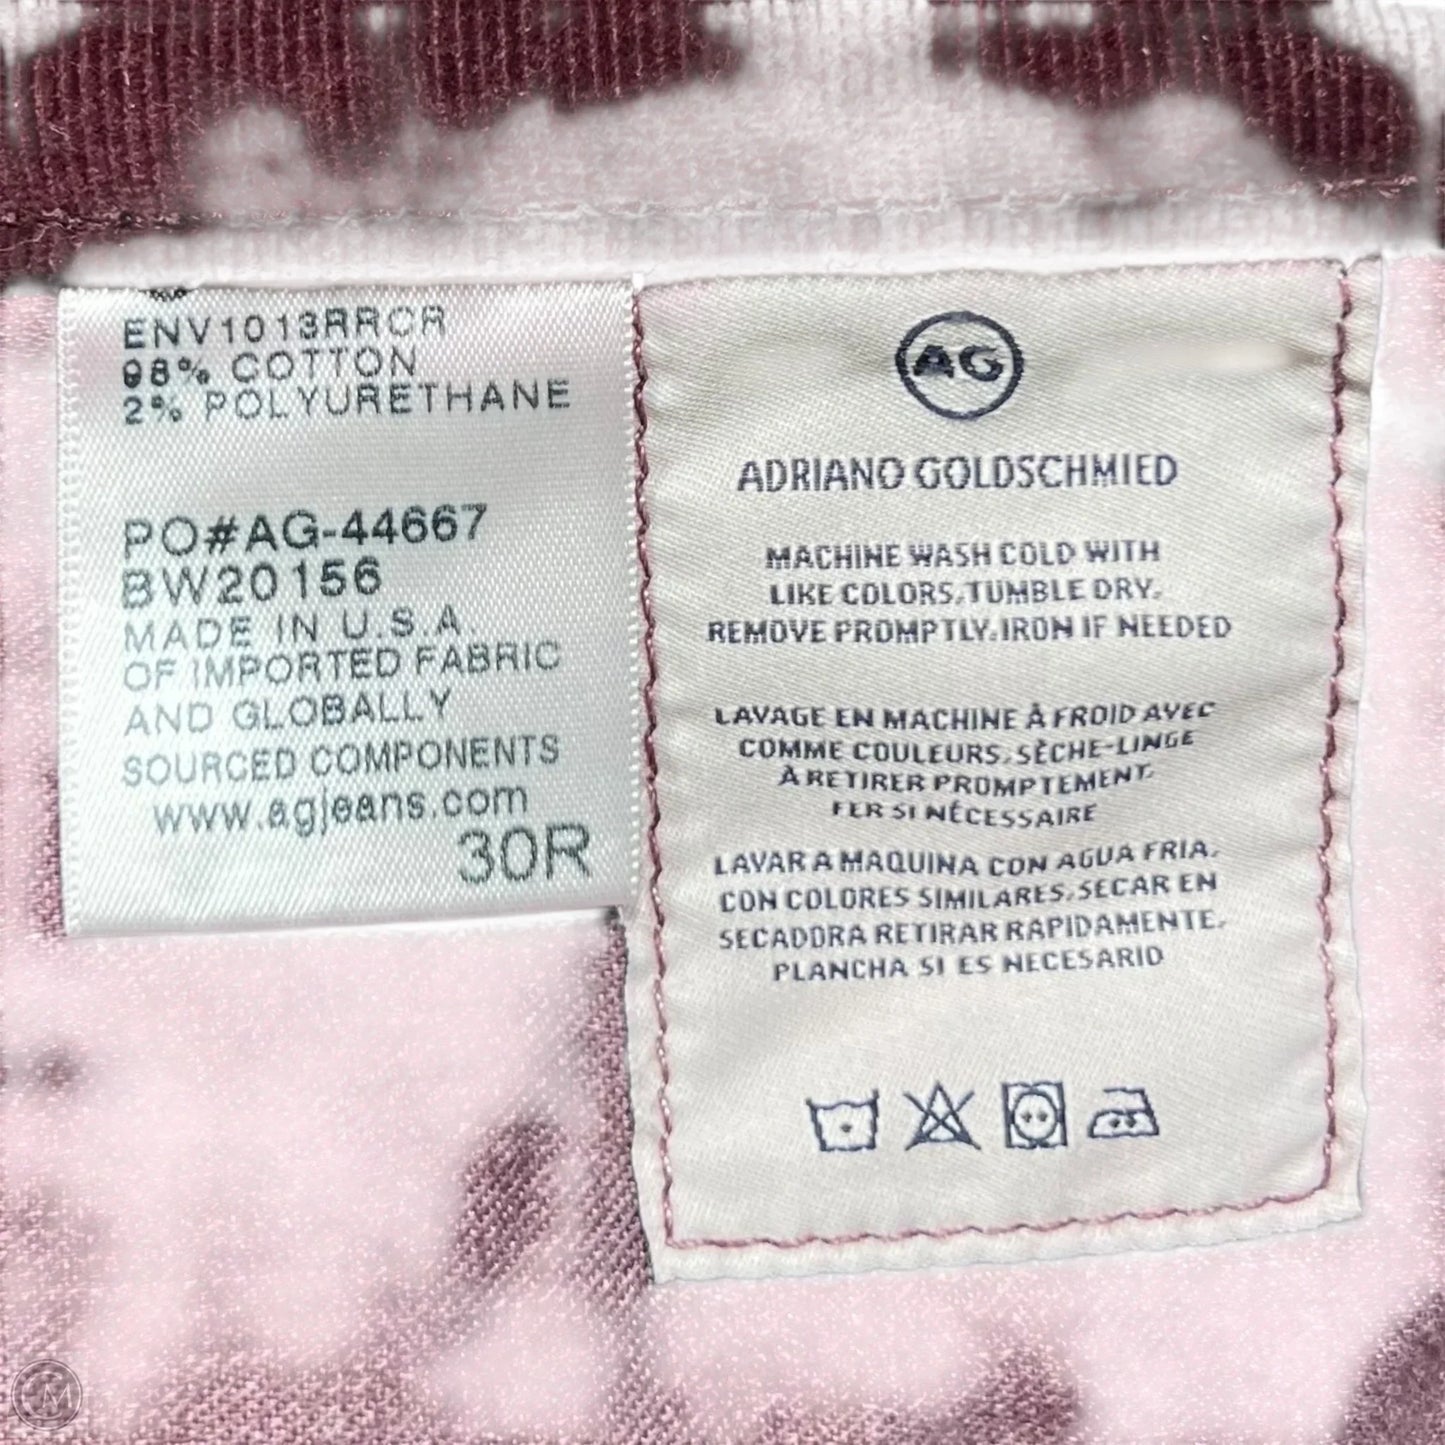 ENV1013RRCR
98% COTTON
2% POLYURETHANE
PO#AG-44667
BW20156
MADE IN U.S.A.
OF IMPORTED FABRIC
AND GLOBALLY
SOURCED COMPONENTS
www.agjeans.com
30R
AG
ADRIANO GOLDSCHMIED
MACHINE WASH COLD WITH
LIKE COLORS, TUMBLE DRY,
REMOVE PROMPTLY, IRON IF NEEDED
LAVAGE EN MACHINE À FROID AVEC
COMME COULEURS, SÈCHE-LINGE
À RETIRER PROMPTEMENT,
FER SI NÉCESSAIRE
LAVAR A MAQUINA CON AGUA FRIA,
CON COLORES SIMILARES, SECAR EN
SECADORA RETIRAR RAPIDAMENTE,
PLANCHA SI ES NECESARIO
M